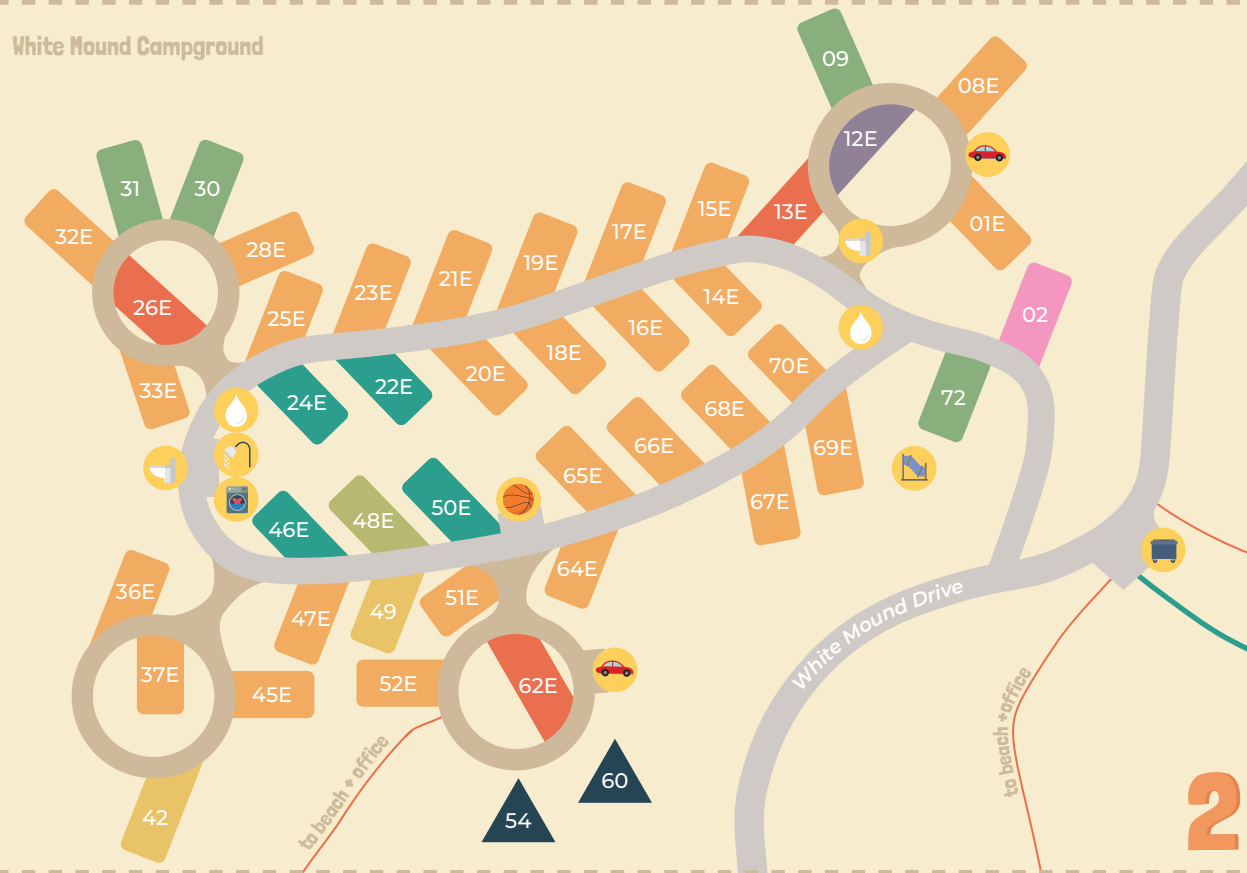 White Mound Campground
09
08E
12E
31
30
15E
13E
17E
01E
32E
28E
19E
21E
23E
14E
26E
25E
16E
02
18E
70E
20E
22E
33E
24E
72
68E
66E
69E
65E
67E
50E
48E
46E
64E
36E
51E
49
47E
White Mound Drive
37E
52E
62E
45E
to beach + office
to beach + office
60
54
42
2